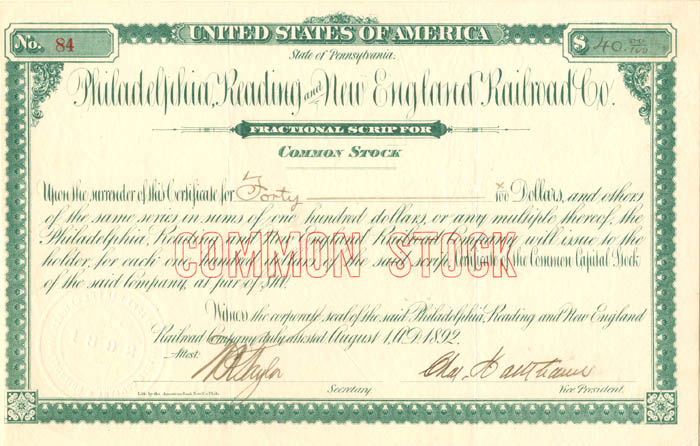 UNITED STATES OF AMERICA
No. 84
$ 40.
State of Pennsylvania.
Philadelphia, Reading and New England Railroad Co.
FRACTIONAL SCRIP FOR
COMMON STOCK
Upon the surrender of this Certificate for Forty x/100 Dollars, and others
of the same series in sums of one hundred dollars, or any multiple thereof, the
Philadelphia, Reading and New England Railroad Company will issue to the
holder, for each one hundred dollars of the said scrip, Certificate of the Common Capital Stock
of the said Company, at par of $100.
COMMON STOCK
Witness the corporate seal of the said Philadelphia, Reading and New England
Railroad Company duly attested August 1, A.D. 1892.
1892
Attest:
Secretary.
Vice President.